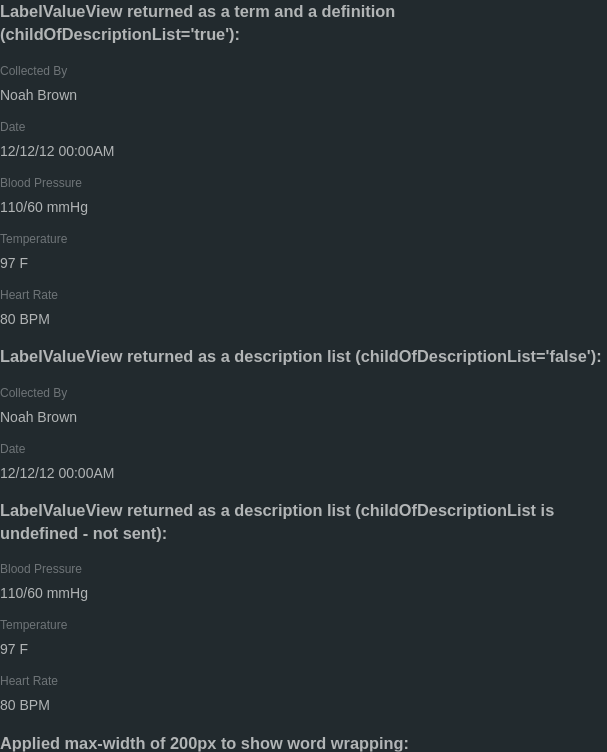 LabelValueView returned as a term and a definition
(childOfDescriptionList='true'):
Collected By
Noah Brown
Date
12/12/12 00:00AM
Blood Pressure
110/60 mmHg
Temperature
97 F
Heart Rate
80 BPM
LabelValueView returned as a description list (childOfDescriptionList='false'):
Collected By
Noah Brown
Date
12/12/12 00:00AM
LabelValueView returned as a description list (childOfDescriptionList is
undefined - not sent):
Blood Pressure
110/60 mmHg
Temperature
97 F
Heart Rate
80 BPM
Applied max-width of 200px to show word wrapping: